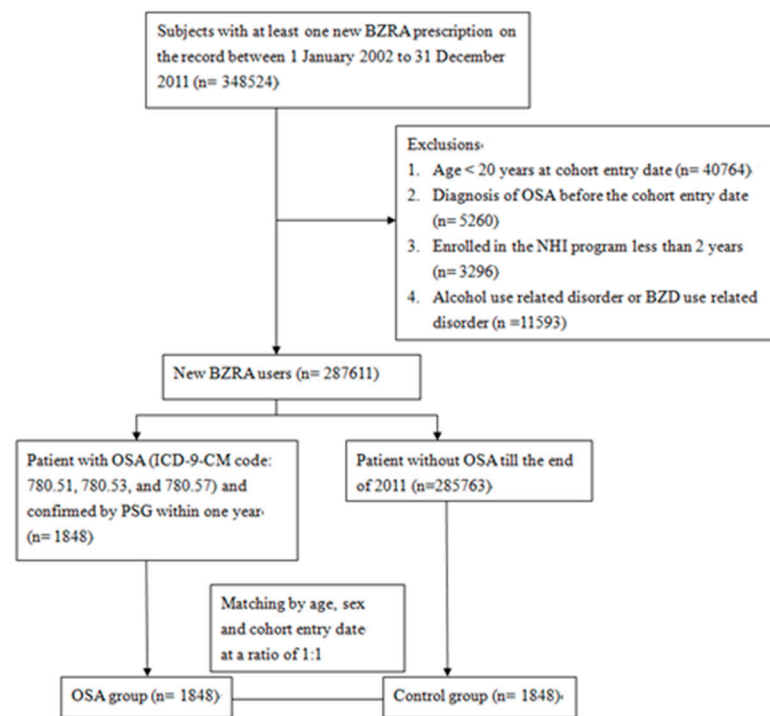 Subjects with at least one new BZRA prescription on
the record between 1 January 2002 to 31 December
2011 (n= 348524)
Exclusions
1. Age < 20 years at cohort entry date (n= 40764)
2. Diagnosis of OSA before the cohort entry date
(n= 5260)
3. Enrolled in the NHI program less than 2 years
(n= 3296)
4. Alcohol use related disorder or BZD use related
disorder (n =11593)
New BZRA users (n= 287611)
Patient with OSA (ICD-9-CM code:
780.51, 780.53, and 780.57) and
confirmed by PSG within one year
(n= 1848)
Patient without OSA till the end
of 2011 (n=285763)
Matching by age, sex
and cohort entry date
at a ratio of 1:1
OSA group (n= 1848)
Control group (n= 1848)